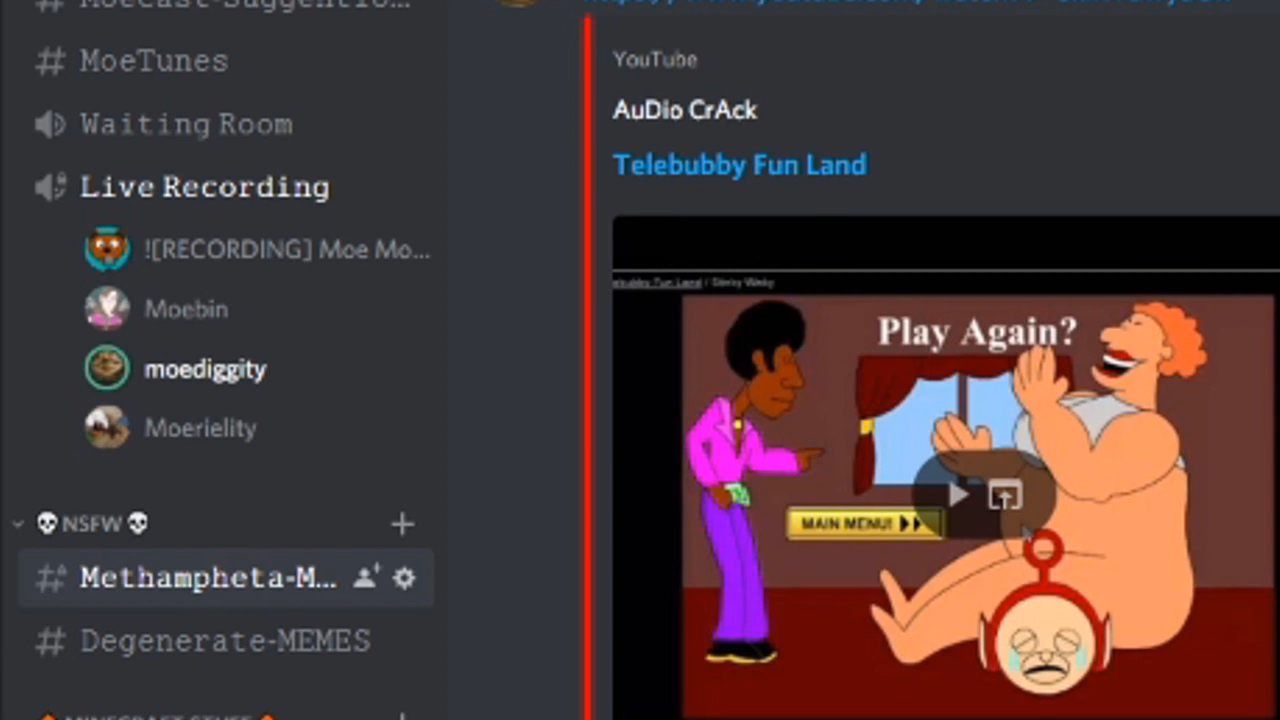 MoeTunes
Waiting Room
Live Recording
![RECORDING] Moe Mo...
Moebin
moediggity
Moerielity
NSFW
Methampheta-M...
Degenerate-MEMES
YouTube
AuDio CrAck
Telebubby Fun Land
Play Again?
MAIN MENU!